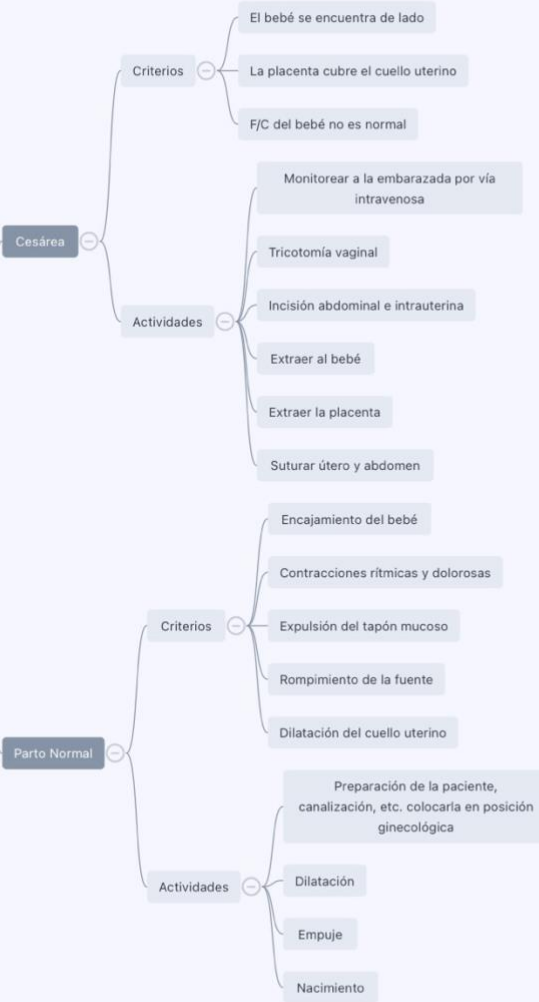 Cesárea
Criterios
El bebé se encuentra de lado
La placenta cubre el cuello uterino
F/C del bebé no es normal
Actividades
Monitorear a la embarazada por vía
intravenosa
Tricotomía vaginal
Incisión abdominal e intrauterina
Extraer al bebé
Extraer la placenta
Suturar útero y abdomen
Parto Normal
Criterios
Encajamiento del bebé
Contracciones rítmicas y dolorosas
Expulsión del tapón mucoso
Rompimiento de la fuente
Dilatación del cuello uterino
Actividades
Preparación de la paciente,
canalización, etc. colocarla en posición
ginecológica
Dilatación
Empuje
Nacimiento